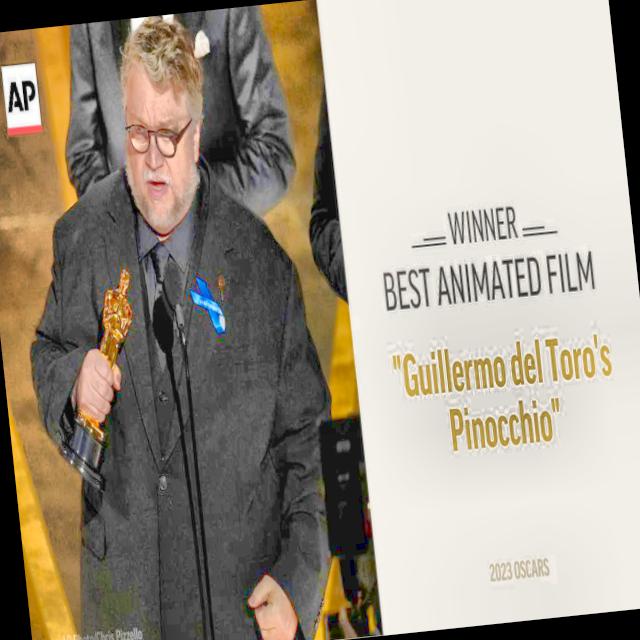 AP
WINNER
BEST ANIMATED FILM
"Guillermo del Toro's
Pinocchio"
2023 OSCARS